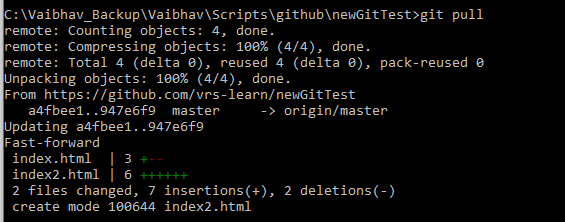 C:\Vaibhav_Backup\Vaibhav\Scripts\github\newGitTest>git pull
remote: Counting objects: 4, done.
remote: Compressing objects: 100% (4/4), done.
remote: Total 4 (delta 0), reused 4 (delta 0), pack-reused 0
Unpacking objects: 100% (4/4), done.
From https://github.com/vrs-learn/newGitTest
   a4fbee1..947e6f9  master     -> origin/master
Updating a4fbee1..947e6f9
Fast-forward
 index.html  | 3 +--
 index2.html | 6 ++++++
 2 files changed, 7 insertions(+), 2 deletions(-)
 create mode 100644 index2.html